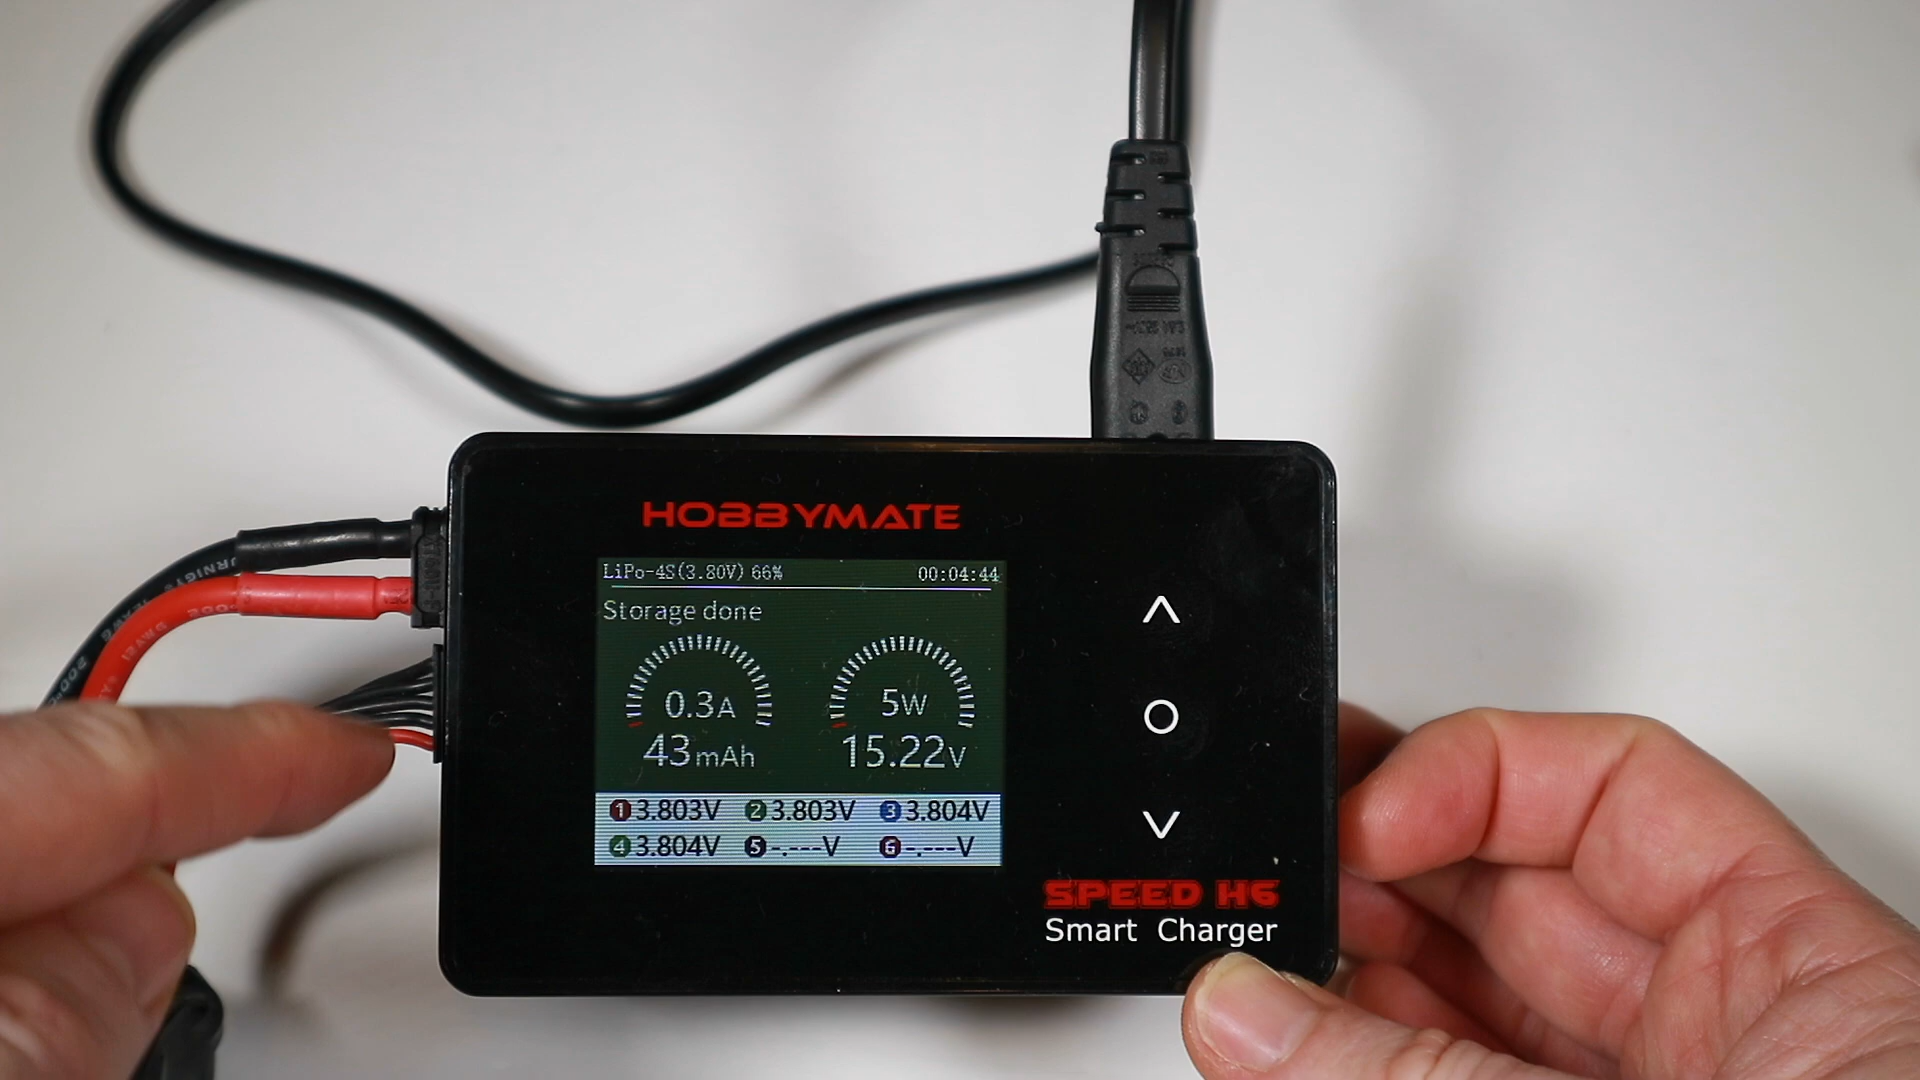 HOBBYMATE
LiPo-4S(3.80V) 66% 00:04:44
Storage done
0.3A 5W
43mAh 15.22V
1 3.803V 2 3.803V 3 3.804V
4 3.804V 5 -.---V 6 -.---V
SPEED H6
Smart Charger